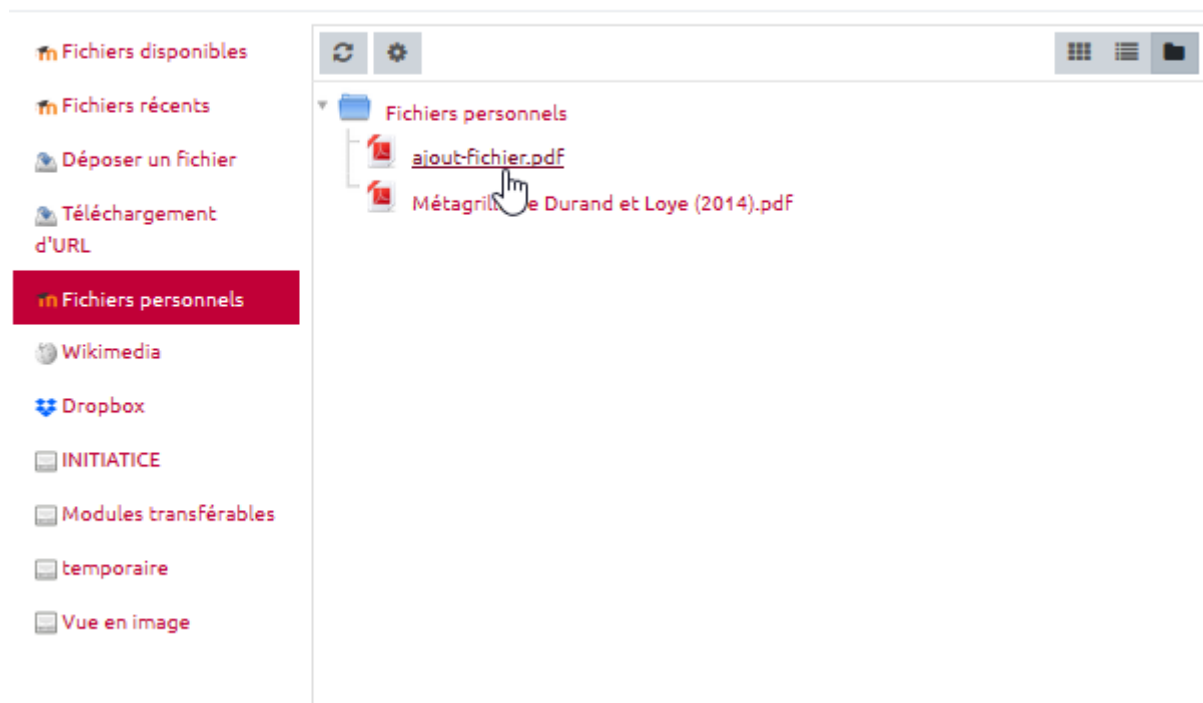 Fichiers disponibles
Fichiers récents
Déposer un fichier
Téléchargement
d'URL
Fichiers personnels
Wikimedia
Dropbox
INITIATICE
Modules transférables
temporaire
Vue en image
Fichiers personnels
ajout-fichier.pdf
Durand et Loye (2014).pdf